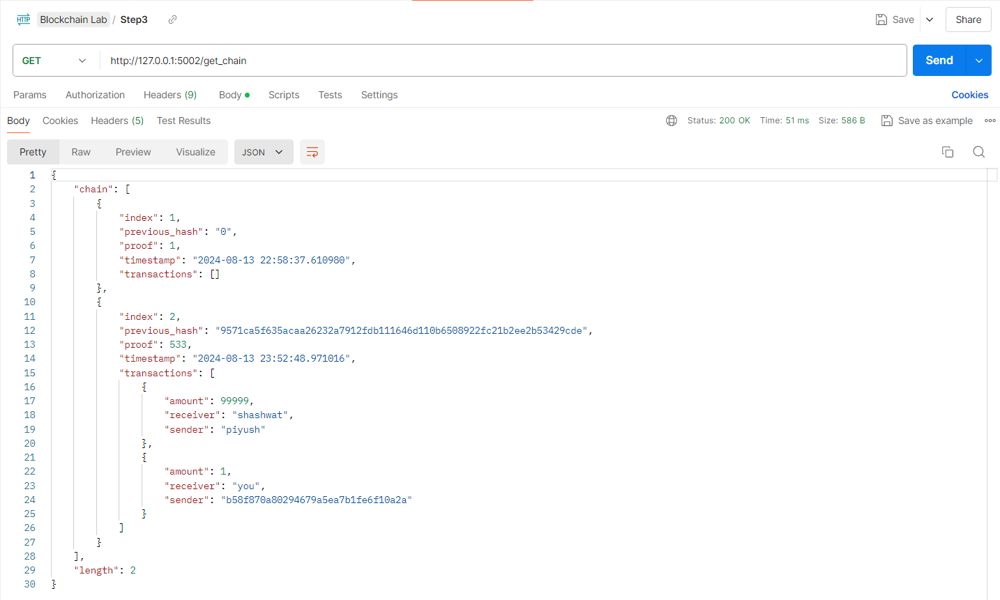 HTTP Blockchain Lab / Step3 Save Share
GET http://127.0.0.1:5002/get_chain Send
Params Authorization Headers (9) Body Scripts Tests Settings Cookies
Body Cookies Headers (5) Test Results Status: 200 OK Time: 51 ms Size: 586 B Save as example
Pretty Raw Preview Visualize JSON
1 {
2 "chain": [
3 {
4 "index": 1,
5 "previous_hash": "0",
6 "proof": 1,
7 "timestamp": "2024-08-13 22:58:37.610980",
8 "transactions": []
9 },
10 {
11 "index": 2,
12 "previous_hash": "9571ca5f635acaa26232a7912fdb111646d110b6508922fc21b2ee2b53429cde",
13 "proof": 533,
14 "timestamp": "2024-08-13 23:52:48.971016",
15 "transactions": [
16 {
17 "amount": 99999,
18 "receiver": "shashwat",
19 "sender": "piyush"
20 },
21 {
22 "amount": 1,
23 "receiver": "you",
24 "sender": "b58f870a80294679a5ea7b1fe6f10a2a"
25 }
26 ]
27 }
28 ],
29 "length": 2
30 }